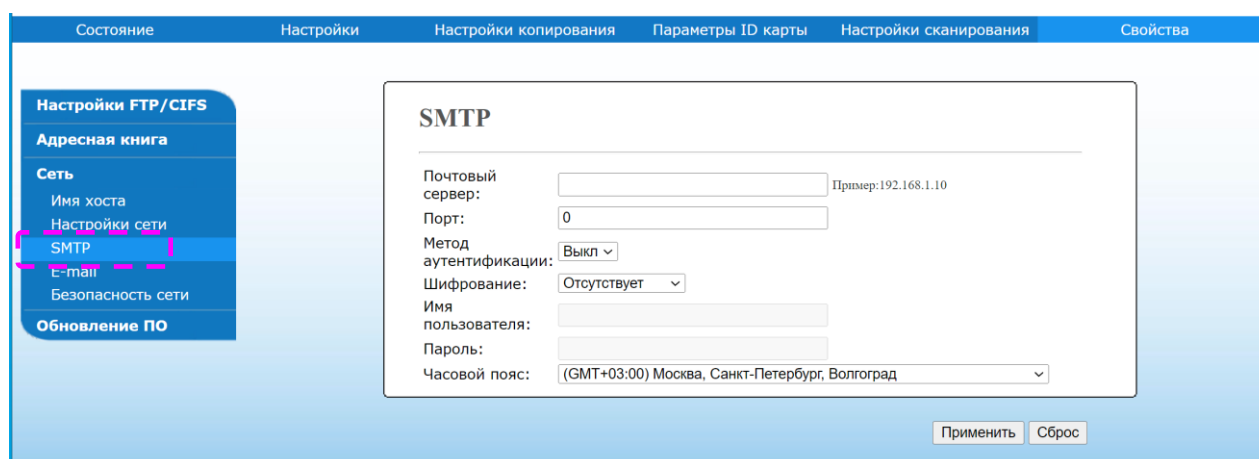 Состояние Настройки Настройки копирования Параметры ID карты Настройки сканирования Свойства
Настройки FTP/CIFS
Адресная книга
Сеть
Имя хоста
Настройки сети
SMTP
E-mail
Безопасность сети
Обновление ПО
SMTP
Почтовый
сервер:
Пример:192.168.1.10
Порт: 0
Метод
аутентификации: Выкл
Шифрование: Отсутствует
Имя
пользователя:
Пароль:
Часовой пояс: (GMT+03:00) Москва, Санкт-Петербург, Волгоград
Применить Сброс